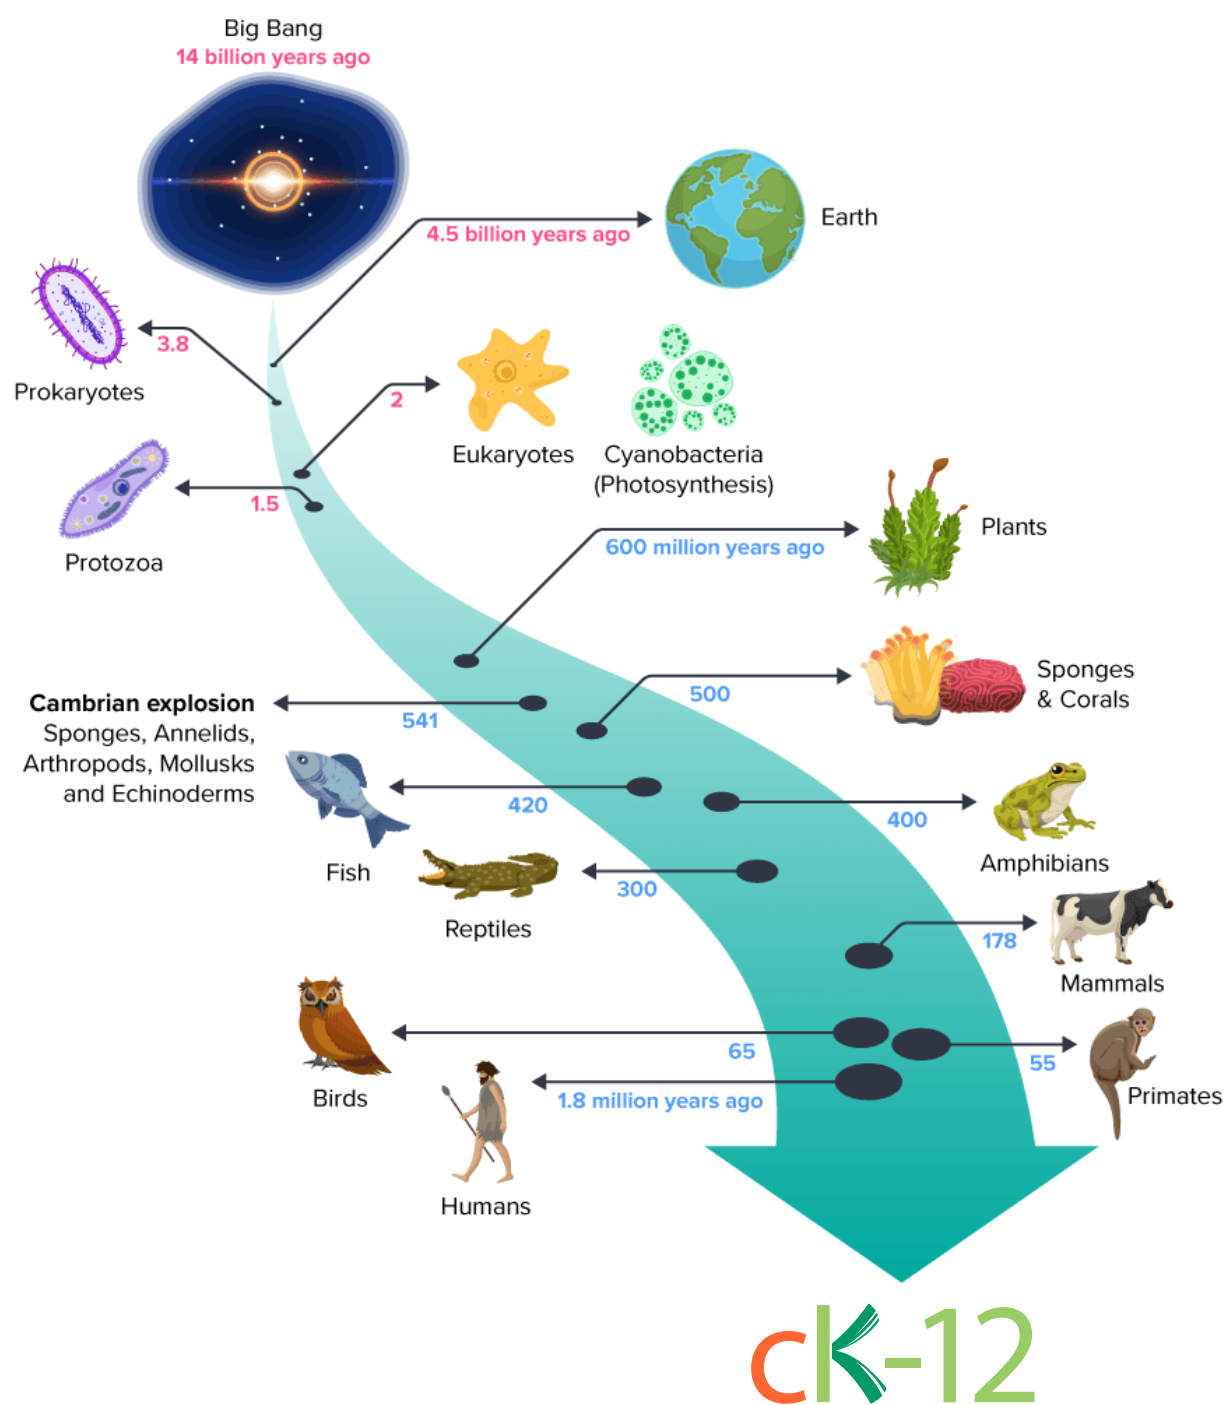 Big Bang
14 billion years ago
4.5 billion years ago
Earth
3.8
Prokaryotes
2
Eukaryotes
Cyanobacteria
(Photosynthesis)
1.5
Protozoa
600 million years ago
Plants
Cambrian explosion
Sponges, Annelids,
Arthropods, Mollusks
and Echinoderms
541
500
Sponges
& Corals
420
Fish
400
Amphibians
300
Reptiles
178
Mammals
65
Birds
55
Primates
1.8 million years ago
Humans
cK-12